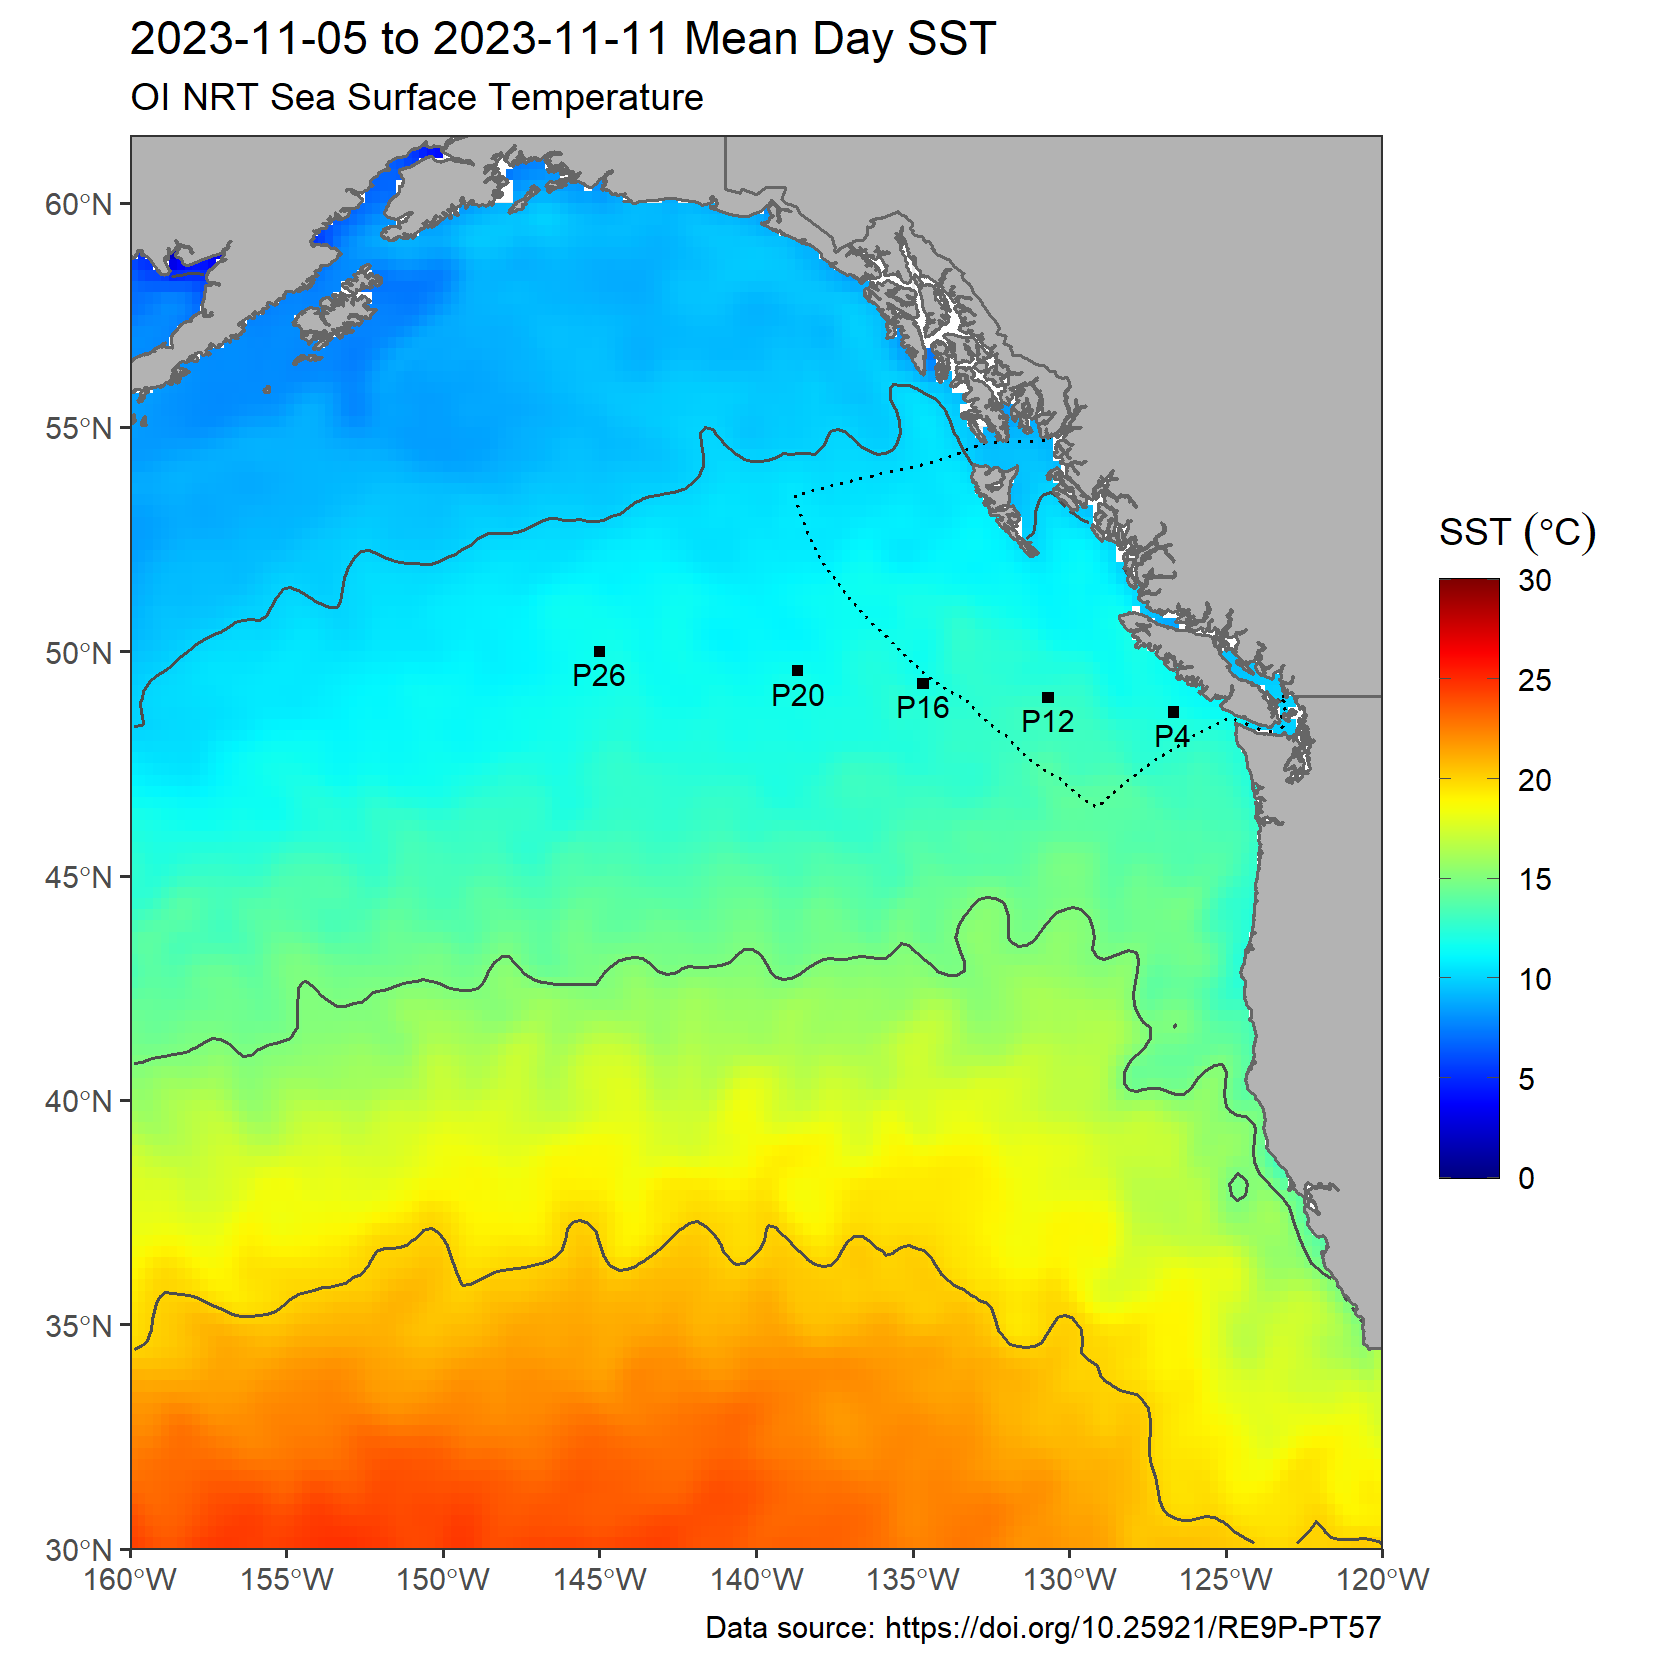 2023-11-05 to 2023-11-11 Mean Day SST
OI NRT Sea Surface Temperature
60°N
55°N
50°N
45°N
40°N
35°N
30°N
P26
P20
P16
P12
P4
160°W
155°W
150°W
145°W
140°W
135°W
130°W
125°W
120°W
SST (°C)
30
25
20
15
10
5
0
Data source: https://doi.org/10.25921/RE9P-PT57